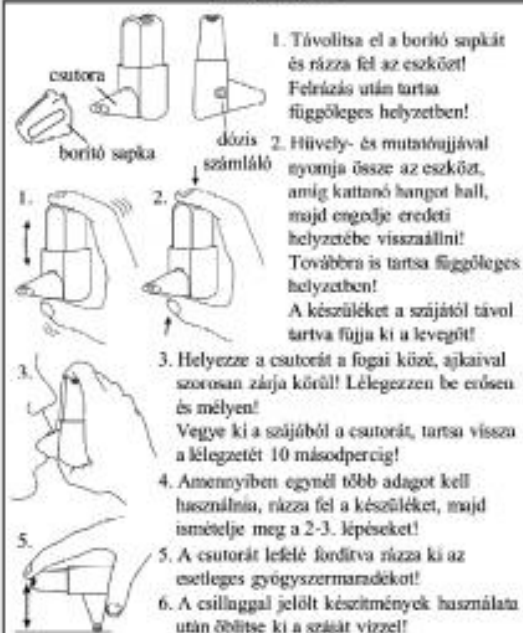 csutora
borító sapka
dózis
számláló
1. Távolitsa el a borító sapkát
és rázza fel az eszközt!
Felrázás után tartsa
függőleges helyzetben!
2. Hüvely- és mutatóujjával
nyomja össze az eszközt,
amíg kattanó hangot hall,
majd engedje eredeti
helyzetébe visszaállni!
Továbbra is tartsa függőleges
helyzetben!
A készüléket a szájától távol
tartva fújja ki a levegőt!
1.
2.
3. Helyezze a csutorát a fogai közé, ajkaival
szorosan zárja körül! Lélegezzen be erősen
és mélyen!
Vegye ki a szájából a csutorát, tartsa vissza
a lélegzetét 10 másodpercig!
3.
4. Amennyiben egynél több adagot kell
használnia, rázza fel a készüléket, majd
ismételje meg a 2-3. lépéseket!
5.
5. A csutorát lefelé fordítva rázza ki az
esetleges gyógyszermaradékot!
6. A csillaggal jelölt készítmények használata
után öblítse ki a száját vízzel!